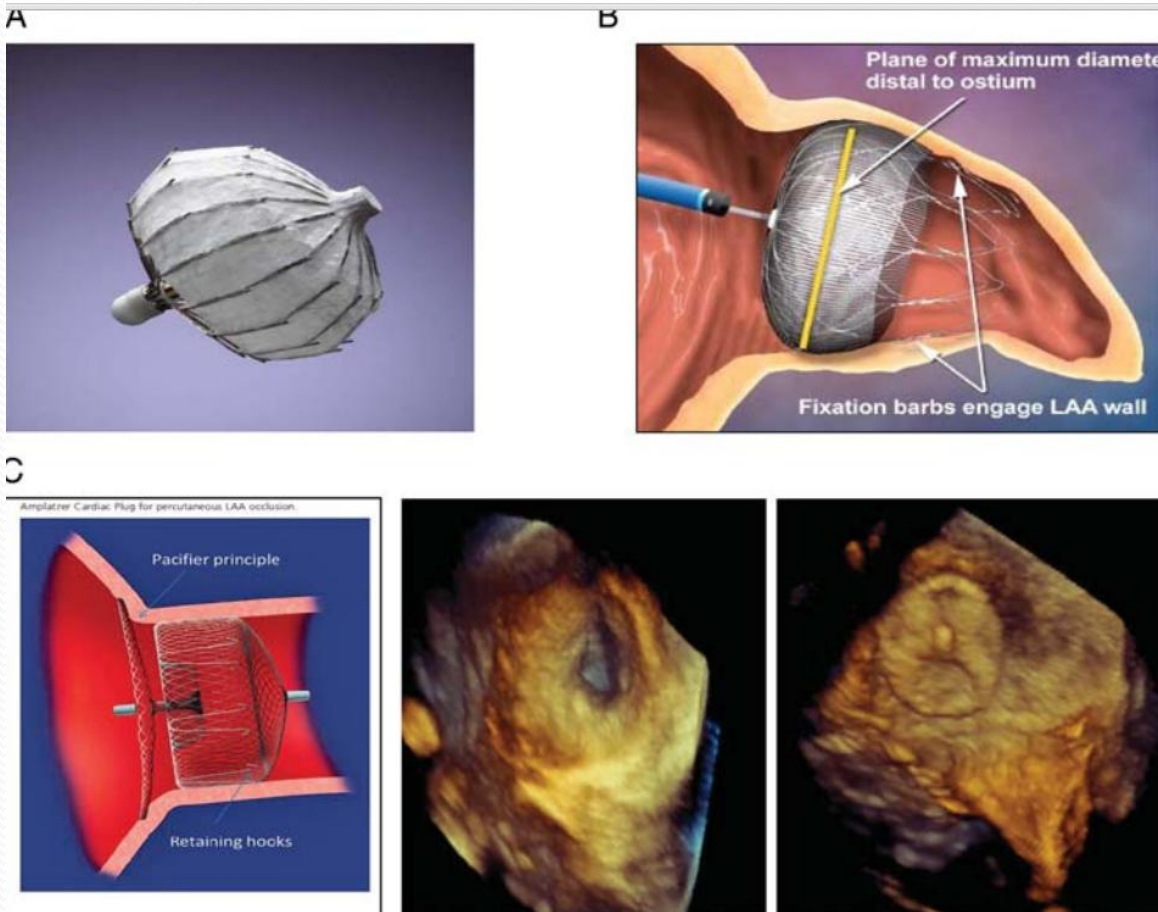 A
B
Plane of maximum diamete
distal to ostium
Fixation barbs engage LAA wall
C
Amplatzer Cardiac Plug for percutaneous LAA occlusion.
Pacifier principle
Retaining hooks